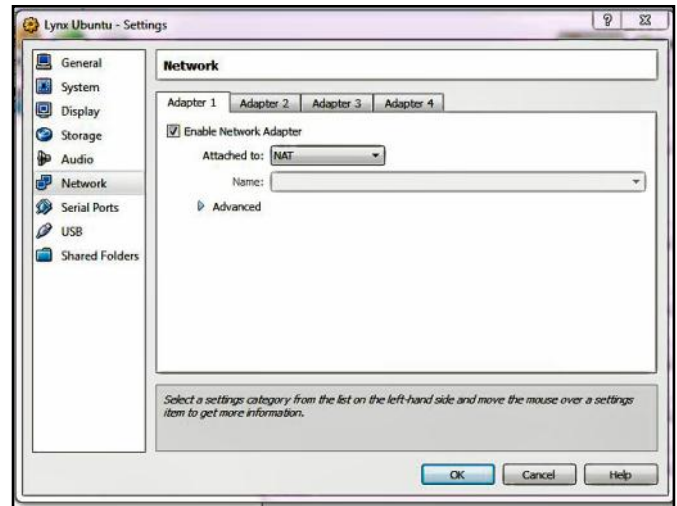 Lynx Ubuntu - Settings
General
System
Display
Storage
Audio
Network
Serial Ports
USB
Shared Folders
Network
Adapter 1 Adapter 2 Adapter 3 Adapter 4
Enable Network Adapter
Attached to: NAT
Name:
Advanced
Select a settings category from the list on the left-hand side and move the mouse over a settings
item to get more information.
OK Cancel Help